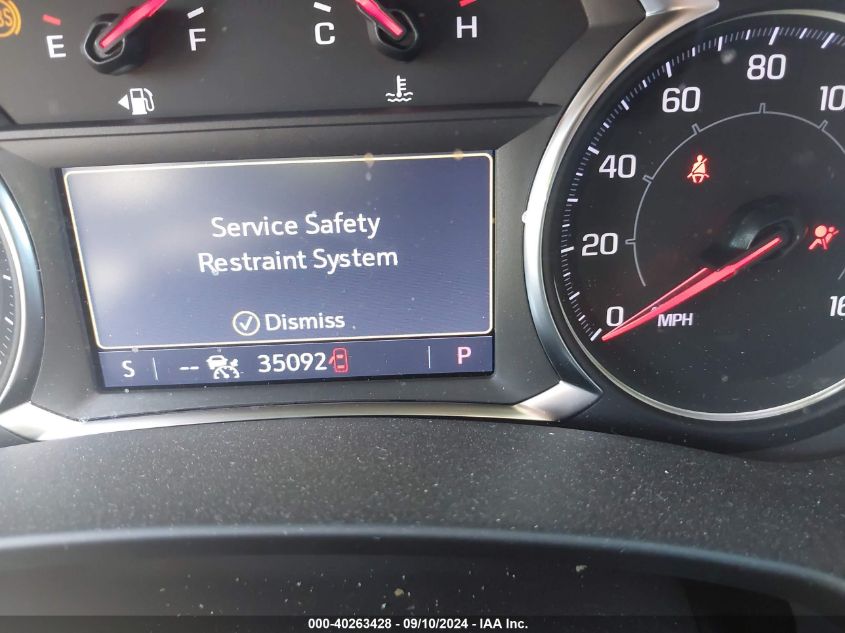 E F C H
Service Safety
Restraint System
Dismiss
S -- 35092 P
0 20 40 60 80
MPH
000-40263428 - 09/10/2024 - IAA Inc.